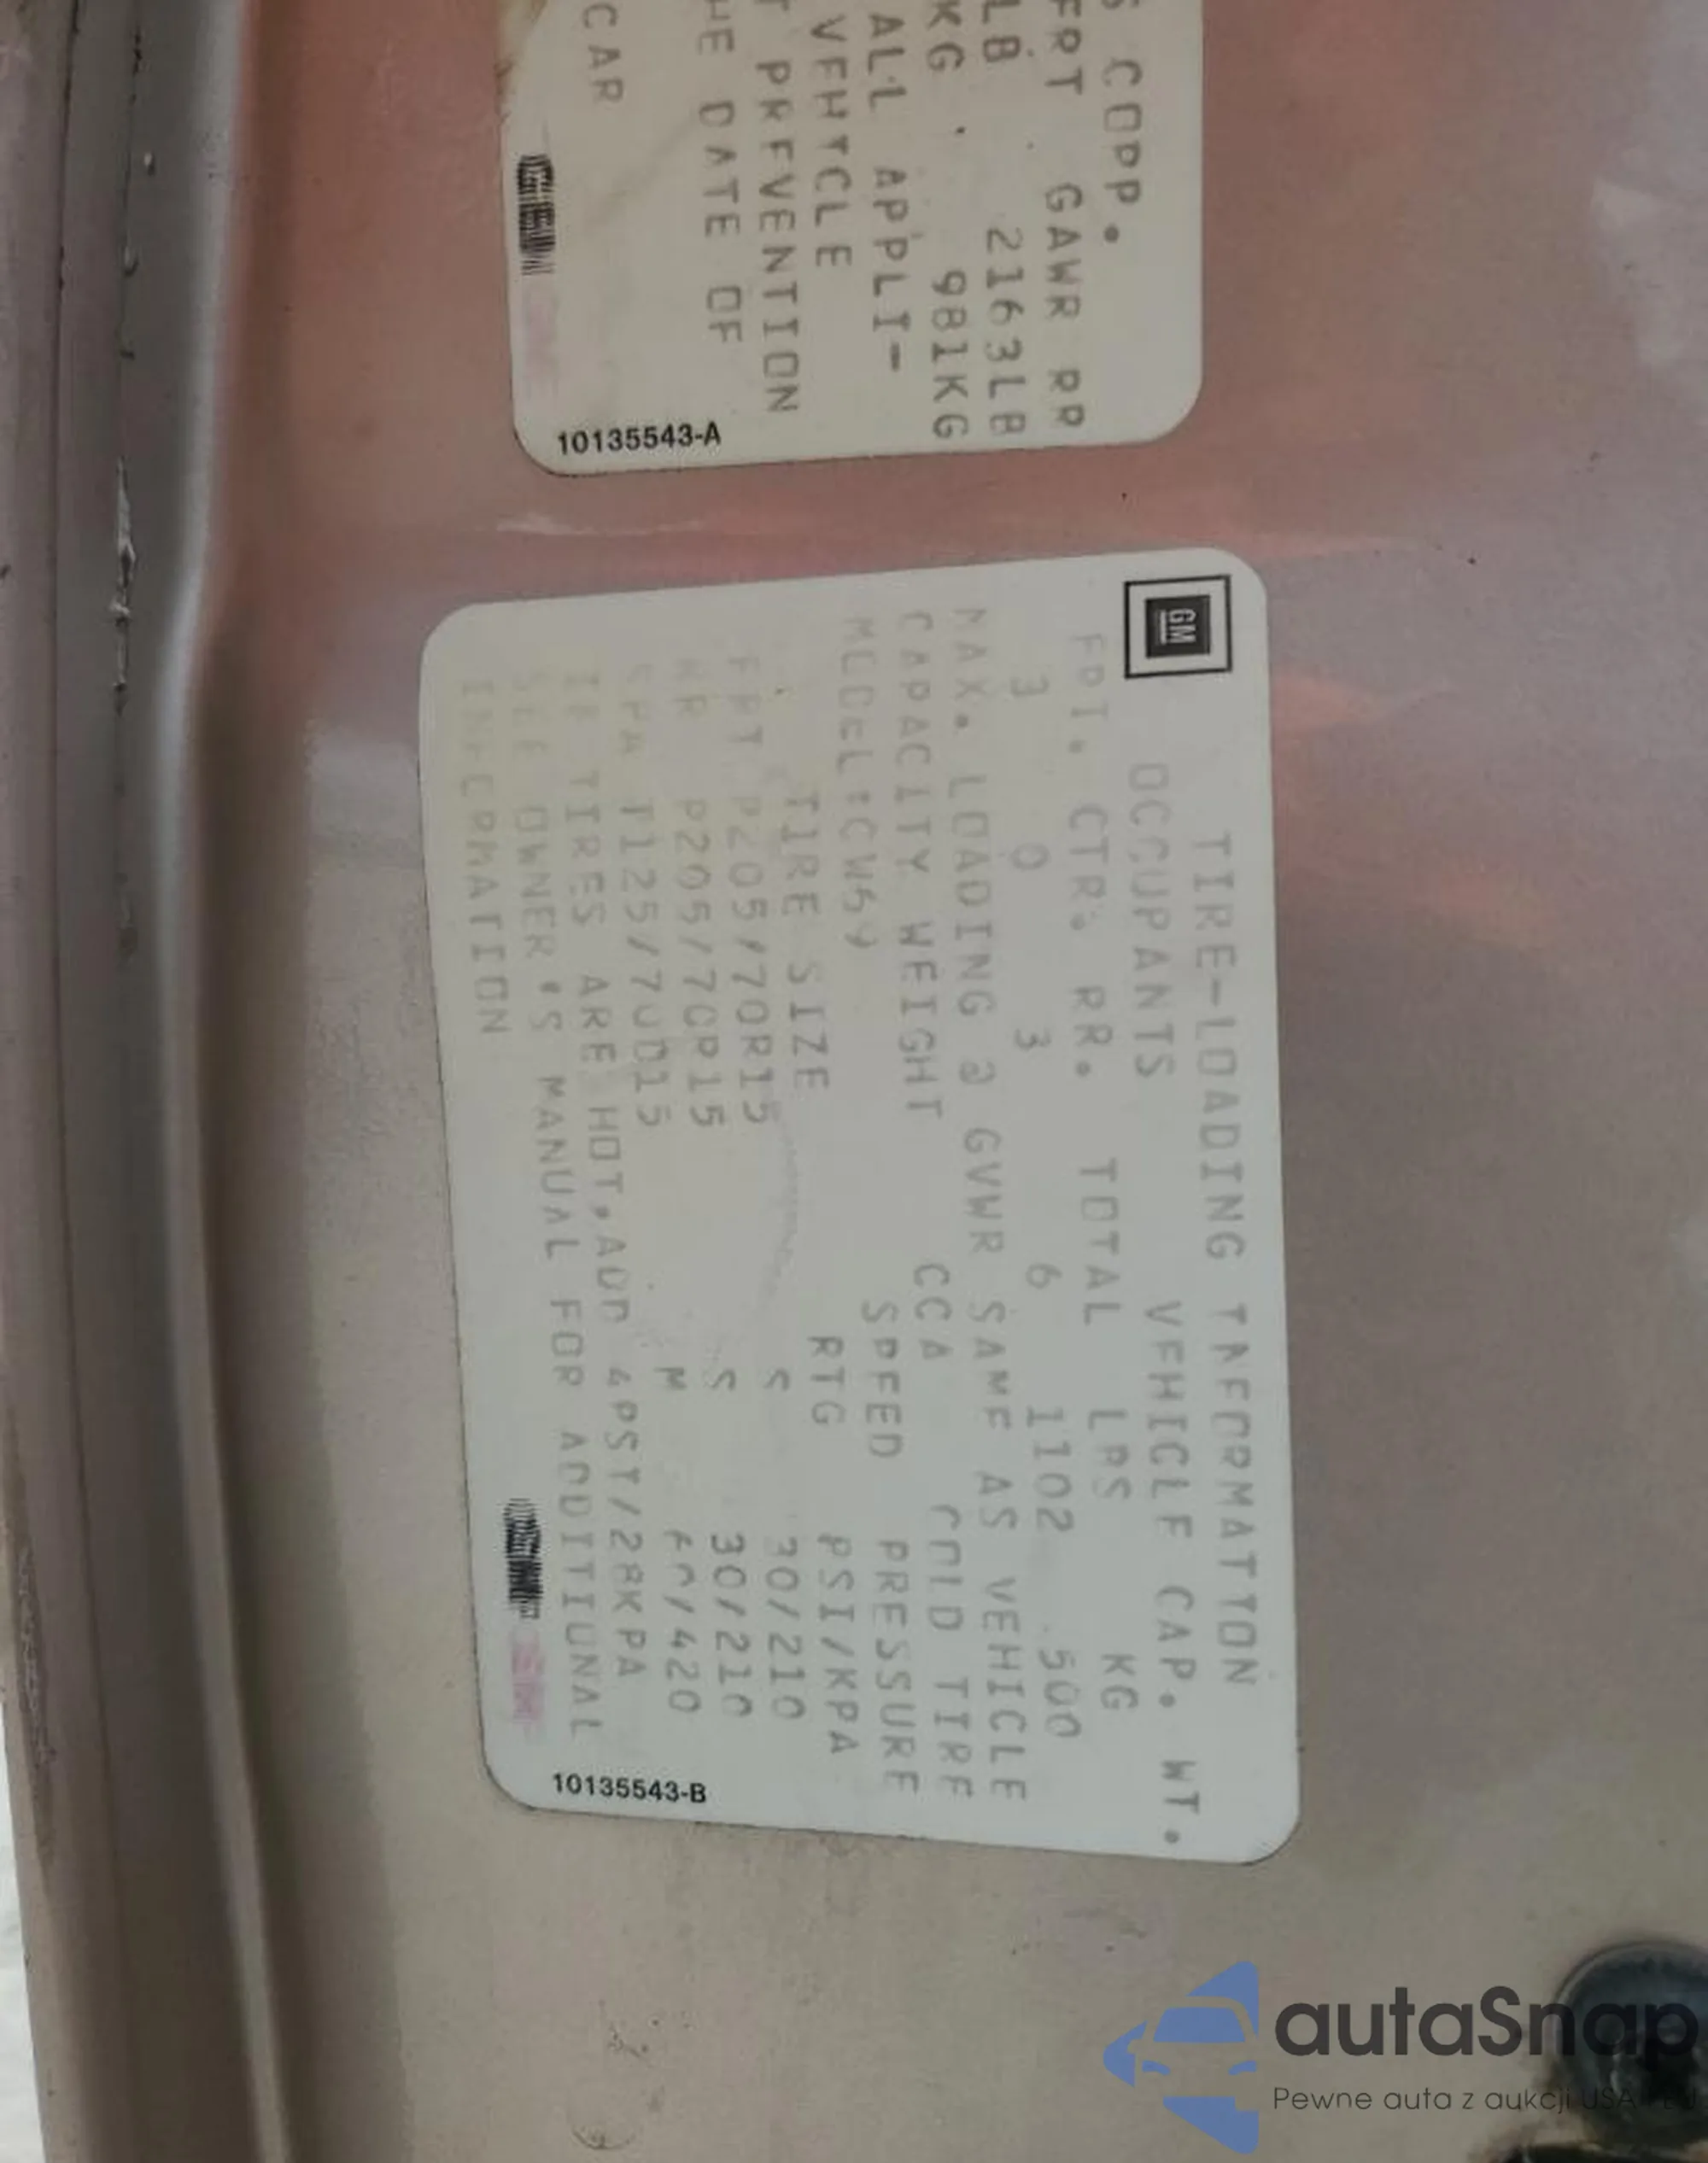 S COPP.
FRT GAWR RR
LB 2163LB
KG 981KG
ALL APPLI-
VEHTCLE
T PREVENTION
HE DATE OF
CAR
10135543-A
GM
TIRE-LOADING INFORMATION
OCCUPANTS VEHICLE CAP. WT.
FRT. CTR. RR. TOTAL LBS KG
3 0 3 6 1102 500
MAX. LOADING @ GVWR SAME AS VEHICLE
CAPACITY WEIGHT CCA COLD TIRE
MODEL:CW69 SPEED PRESSURE
TIRE SIZE RTG PSI/KPA
FRT P205/70R15 S 30/210
RR P205/70R15 S 30/210
SPA T125/70D15 M 60/420
IF TIRES ARE HOT,ADD 4PSI/28KPA
SEE OWNER'S MANUAL FOR ADDITIONAL
INFORMATION
10135543-B
autaSnap
Pewne auta z aukcji USA